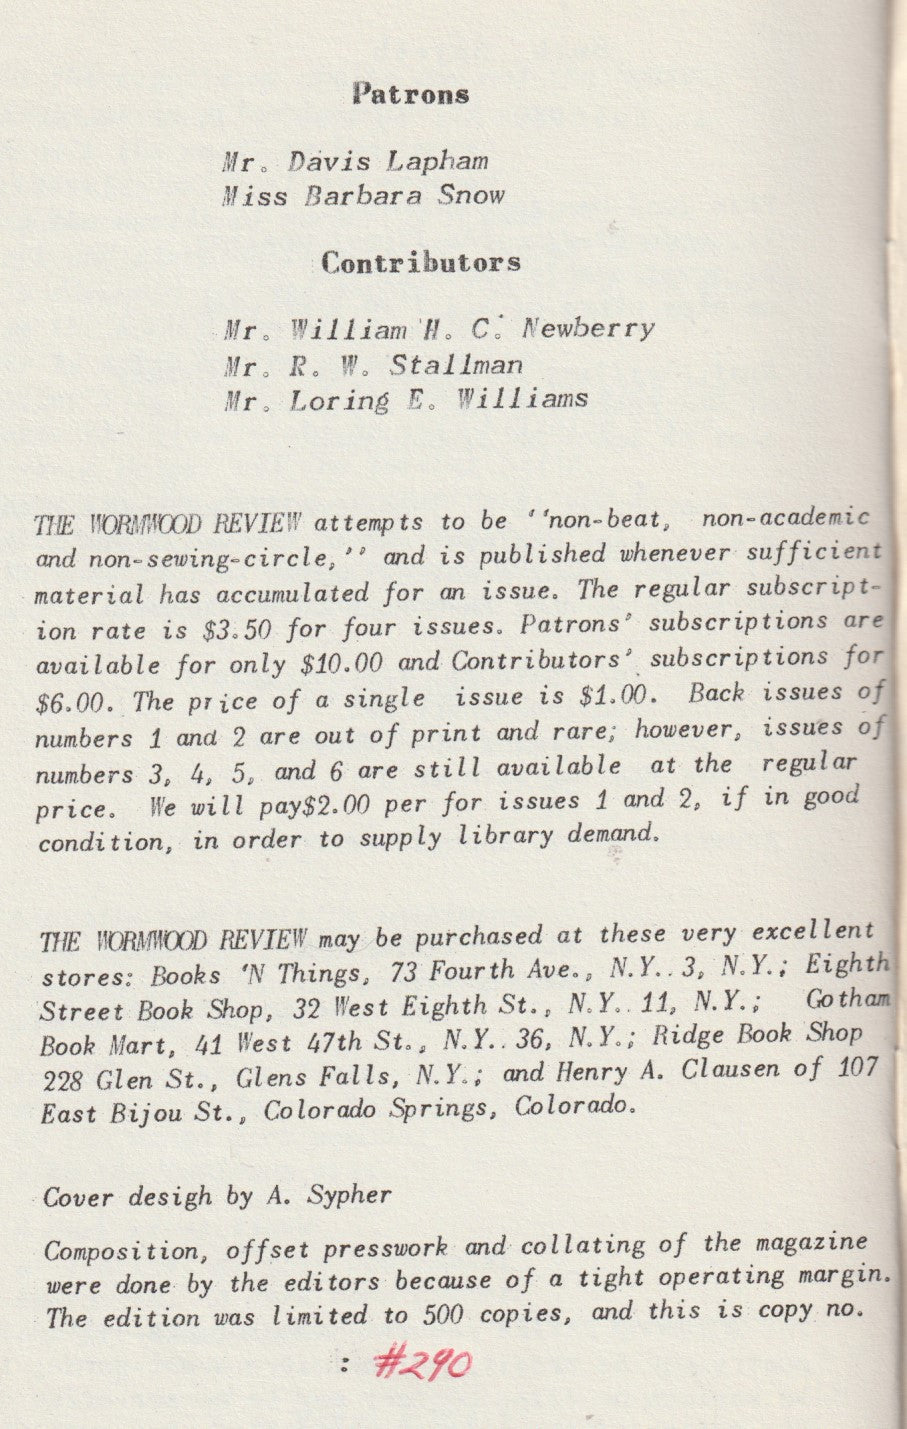 Patrons
Mr. Davis Lapham
Miss Barbara Snow
Contributors
Mr. William H. C. Newberry
Mr. R. W. Stallman
Mr. Loring E. Williams
THE WORMWOOD REVIEW attempts to be ''non-beat, non-academic
and non-sewing-circle,'' and is published whenever sufficient
material has accumulated for an issue. The regular subscript-
ion rate is $3.50 for four issues. Patrons' subscriptions are
available for only $10.00 and Contributors' subscriptions for
$6.00. The price of a single issue is $1.00. Back issues of
numbers 1 and 2 are out of print and rare; however, issues of
numbers 3, 4, 5, and 6 are still available at the regular
price. We will pay$2.00 per for issues 1 and 2, if in good
condition, in order to supply library demand.
THE WORMWOOD REVIEW may be purchased at these very excellent
stores: Books 'N Things, 73 Fourth Ave., N.Y.. 3, N.Y.; Eighth
Street Book Shop, 32 West Eighth St., N.Y.. 11, N.Y.; Gotham
Book Mart, 41 West 47th St., N.Y.. 36, N.Y.; Ridge Book Shop
228 Glen St., Glens Falls, N.Y.; and Henry A. Clausen of 107
East Bijou St., Colorado Springs, Colorado.
Cover desigh by A. Sypher
Composition, offset presswork and collating of the magazine
were done by the editors because of a tight operating margin.
The edition was limited to 500 copies, and this is copy no.
: #290